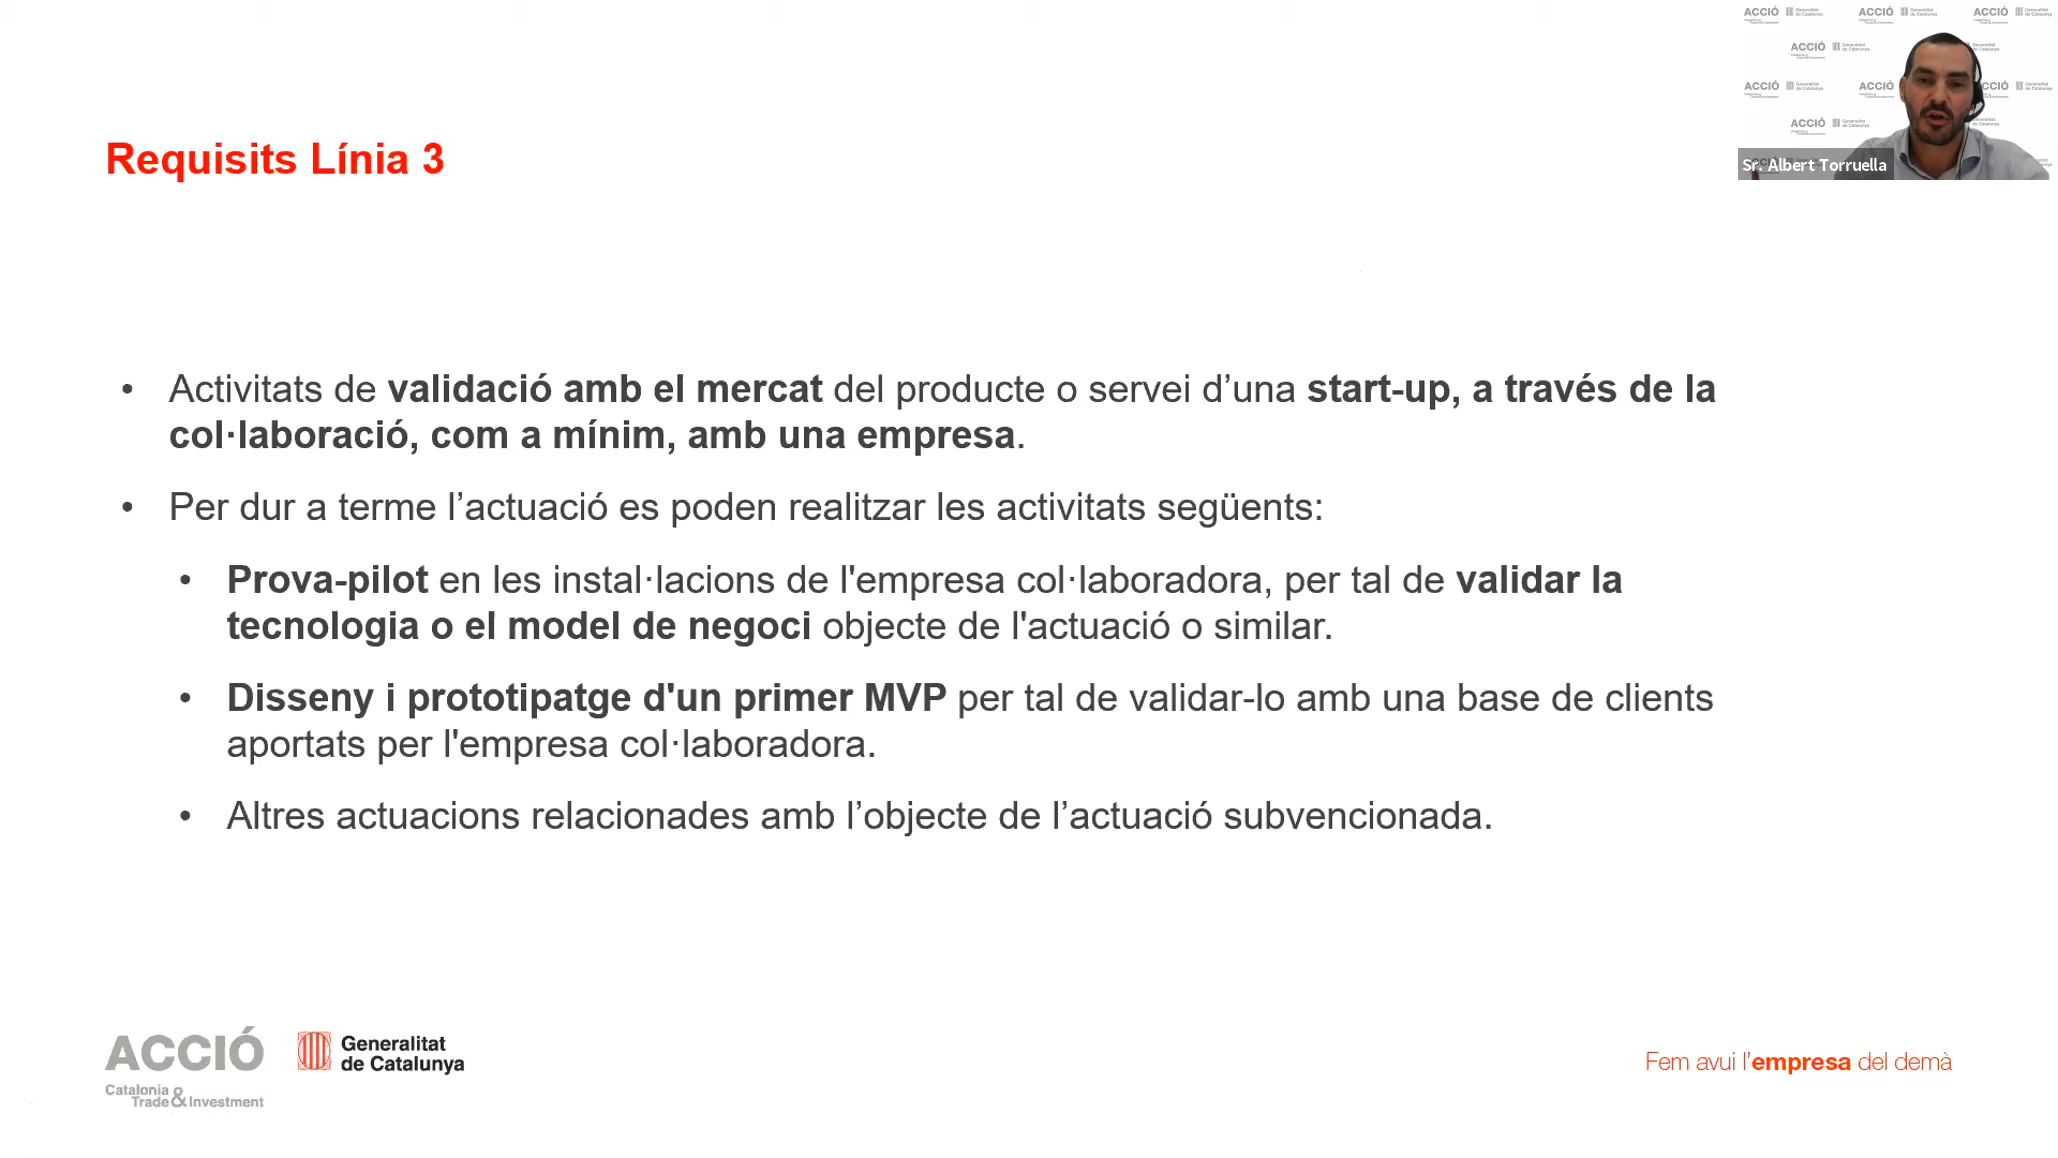 ACCIÓ Generalitat de Catalunya
Sr. Albert Torruella
Requisits Línia 3
• Activitats de validació amb el mercat del producte o servei d’una start-up, a través de la
col·laboració, com a mínim, amb una empresa.
• Per dur a terme l’actuació es poden realitzar les activitats següents:
• Prova-pilot en les instal·lacions de l'empresa col·laboradora, per tal de validar la
tecnologia o el model de negoci objecte de l'actuació o similar.
• Disseny i prototipatge d'un primer MVP per tal de validar-lo amb una base de clients
aportats per l'empresa col·laboradora.
• Altres actuacions relacionades amb l’objecte de l’actuació subvencionada.
ACCIÓ
Catalonia
Trade & Investment
Generalitat
de Catalunya
Fem avui l'empresa del demà